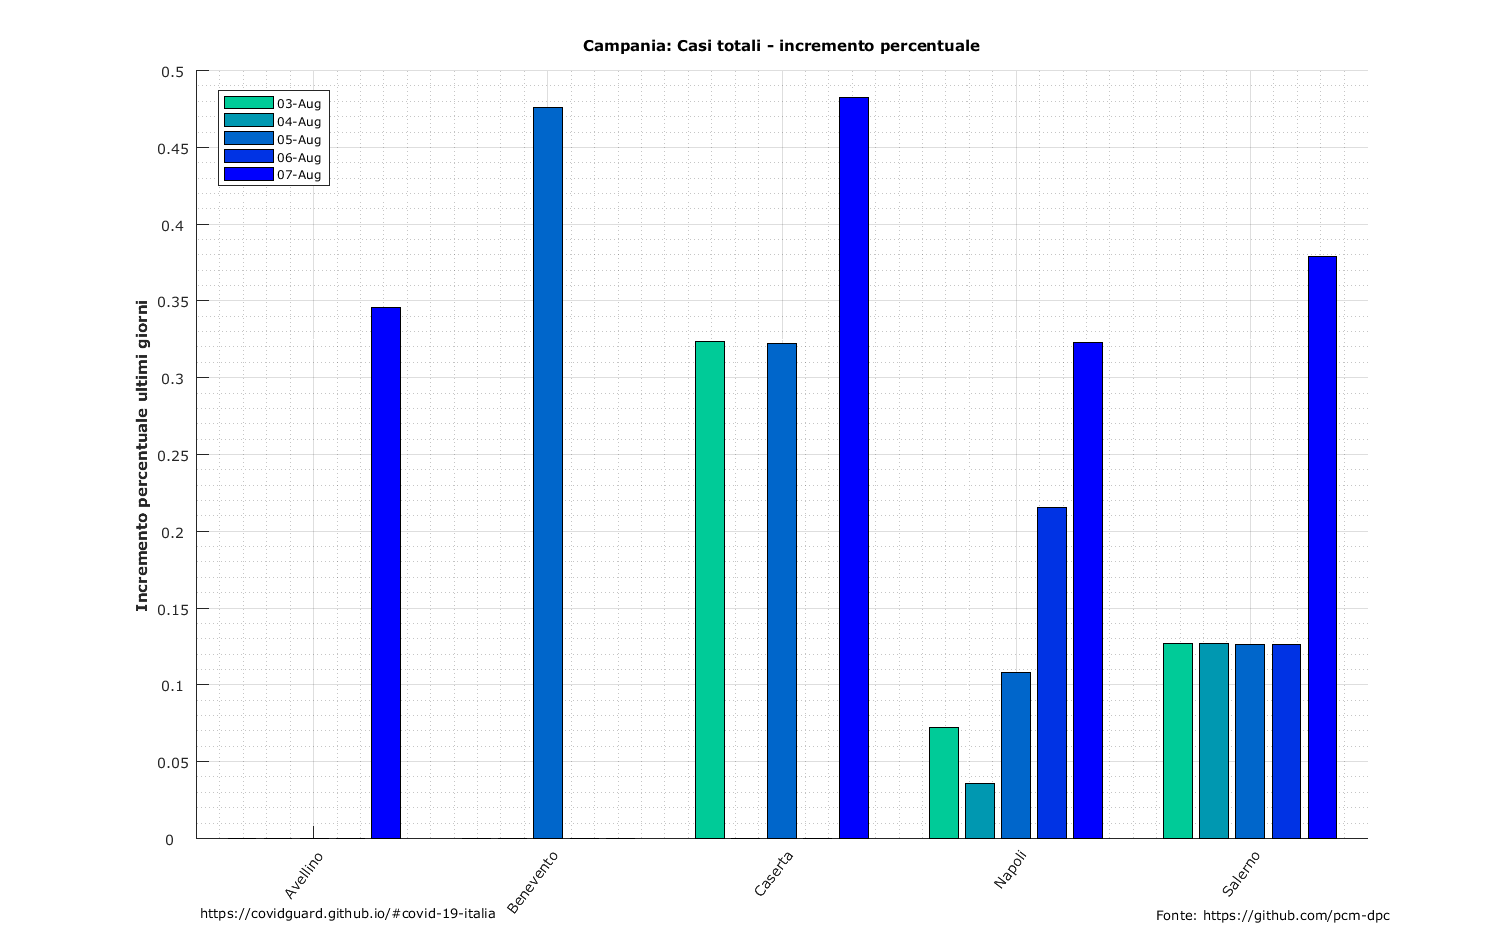 Campania: Casi totali - incremento percentuale
Incremento percentuale ultimi giorni
0.5
0.45
0.4
0.35
0.3
0.25
0.2
0.15
0.1
0.05
0
03-Aug
04-Aug
05-Aug
06-Aug
07-Aug
Avellino
Benevento
Caserta
Napoli
Salerno
https://covidguard.github.io/#covid-19-italia
Fonte: https://github.com/pcm-dpc